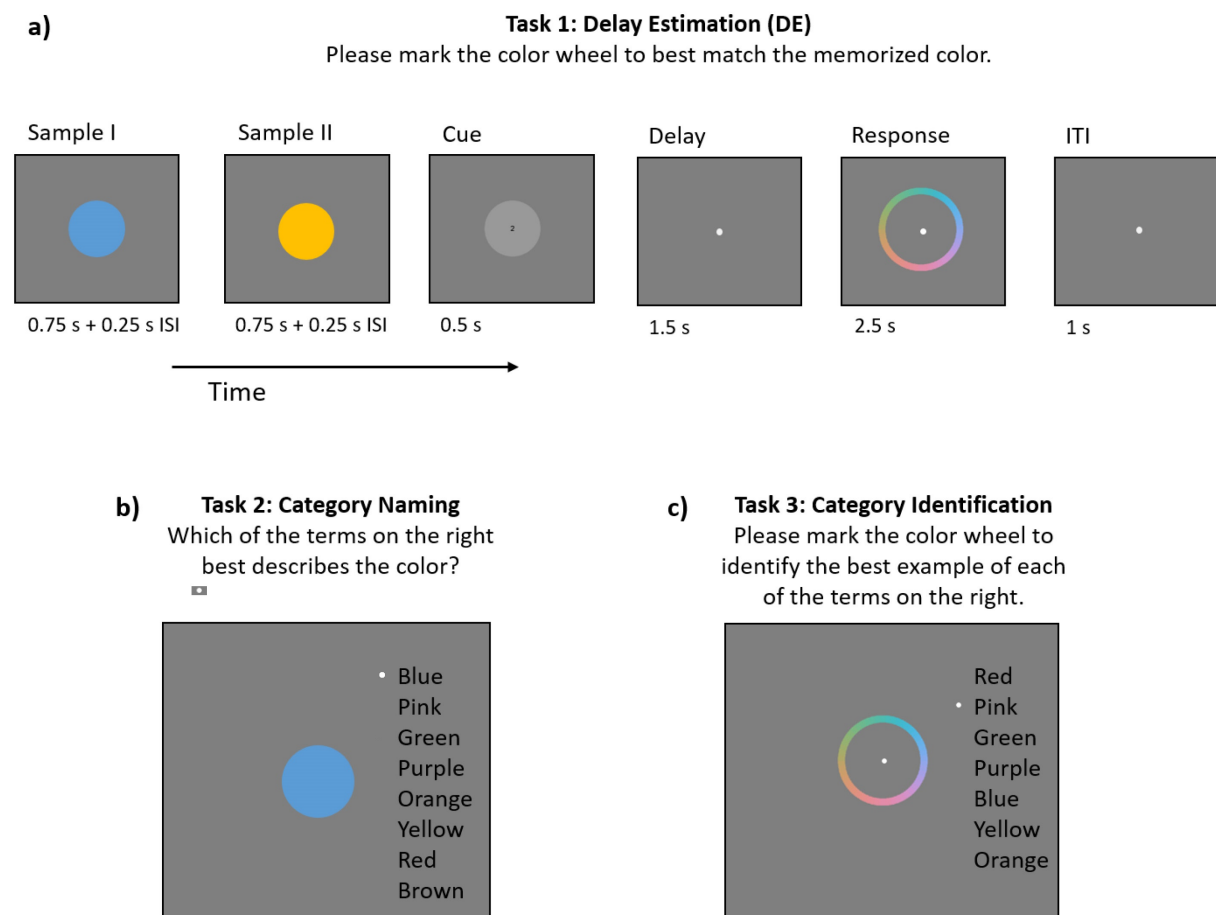 a)
Task 1: Delay Estimation (DE)
Please mark the color wheel to best match the memorized color.
Sample I
Sample II
Cue
Delay
Response
ITI
2
0.75 s + 0.25 s ISI
0.75 s + 0.25 s ISI
0.5 s
1.5 s
2.5 s
1 s
Time
b)
Task 2: Category Naming
Which of the terms on the right
best describes the color?
Blue
Pink
Green
Purple
Orange
Yellow
Red
Brown
c)
Task 3: Category Identification
Please mark the color wheel to
identify the best example of each
of the terms on the right.
Red
Pink
Green
Purple
Blue
Yellow
Orange